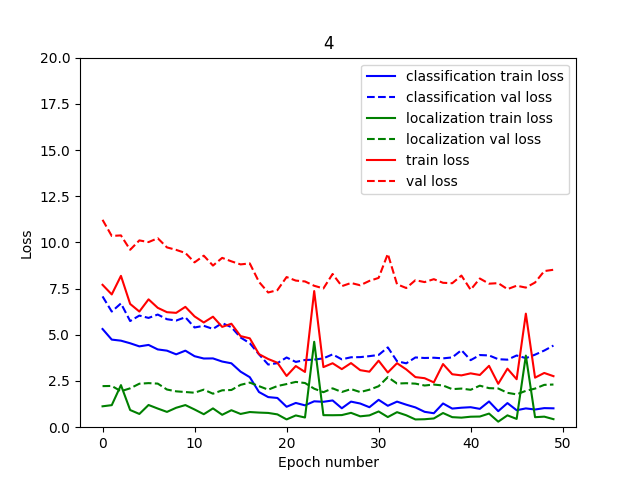 4
20.0
17.5
15.0
12.5
10.0
7.5
5.0
2.5
0.0
Loss
classification train loss
classification val loss
localization train loss
localization val loss
train loss
val loss
0 10 20 30 40 50
Epoch number